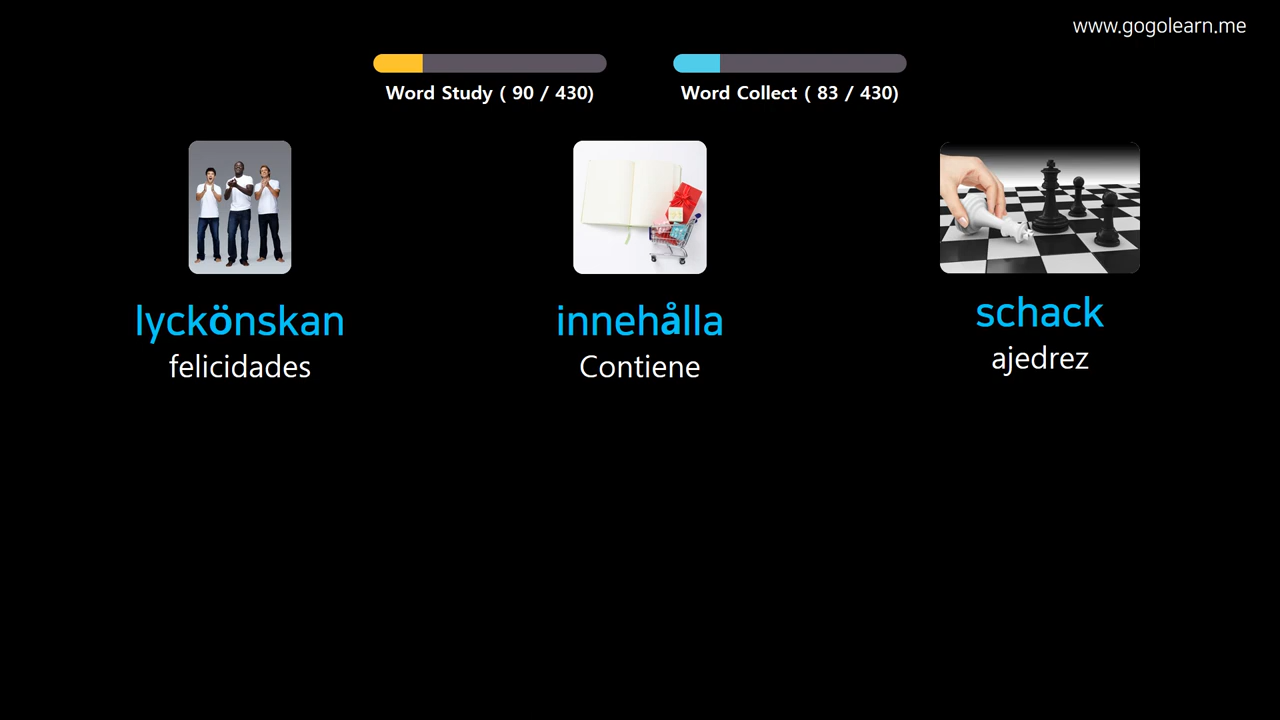 www.gogolearn.me
Word Study ( 90 / 430)
Word Collect ( 83 / 430)
lyckönskan
felicidades
innehålla
Contiene
schack
ajedrez